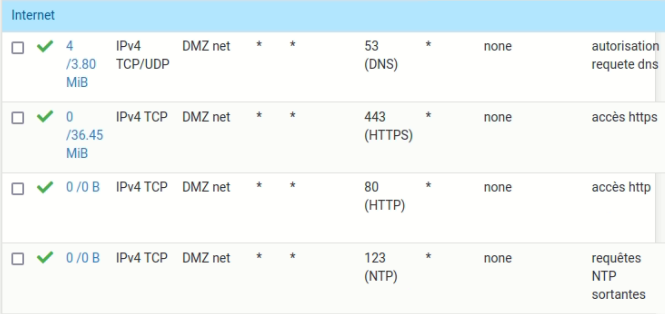 Internet
4 /3.80 MiB IPv4 TCP/UDP DMZ net * * 53 (DNS) * none autorisation requete dns
0 /36.45 MiB IPv4 TCP DMZ net * * 443 (HTTPS) * none accès https
0 /0 B IPv4 TCP DMZ net * * 80 (HTTP) * none accès http
0 /0 B IPv4 TCP DMZ net * * 123 (NTP) * none requêtes NTP sortantes